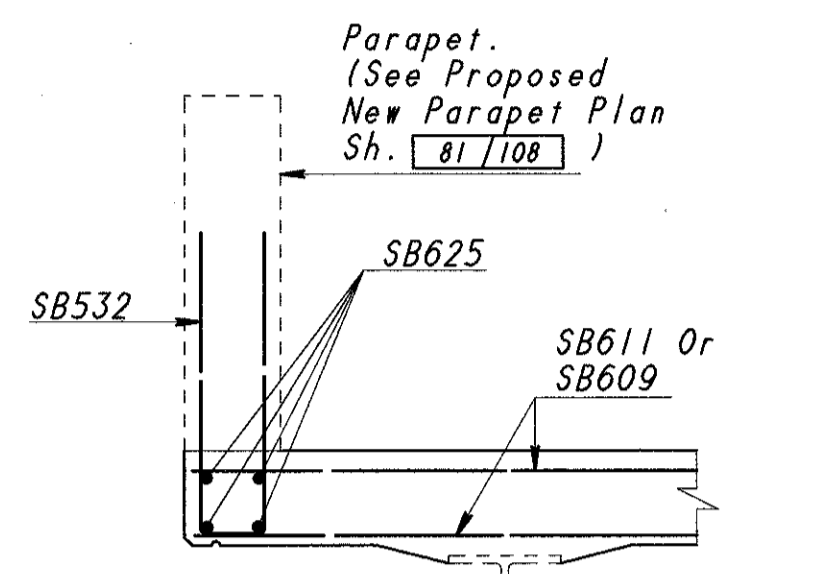 Parapet.
(See Proposed
New Parapet Plan
Sh. 81 / 108 )
SB625
SB532
SB611 Or
SB609